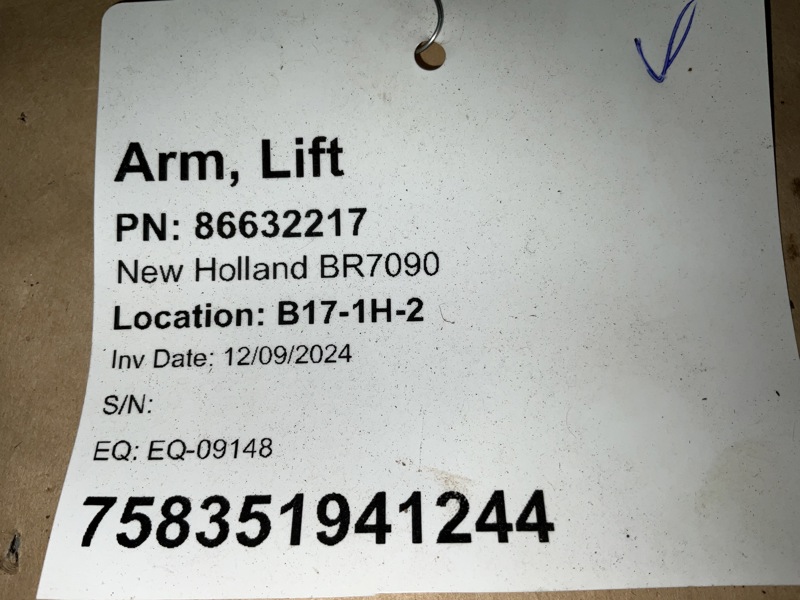 Arm, Lift
PN: 86632217
New Holland BR7090
Location: B17-1H-2
Inv Date: 12/09/2024
S/N:
EQ: EQ-09148
758351941244